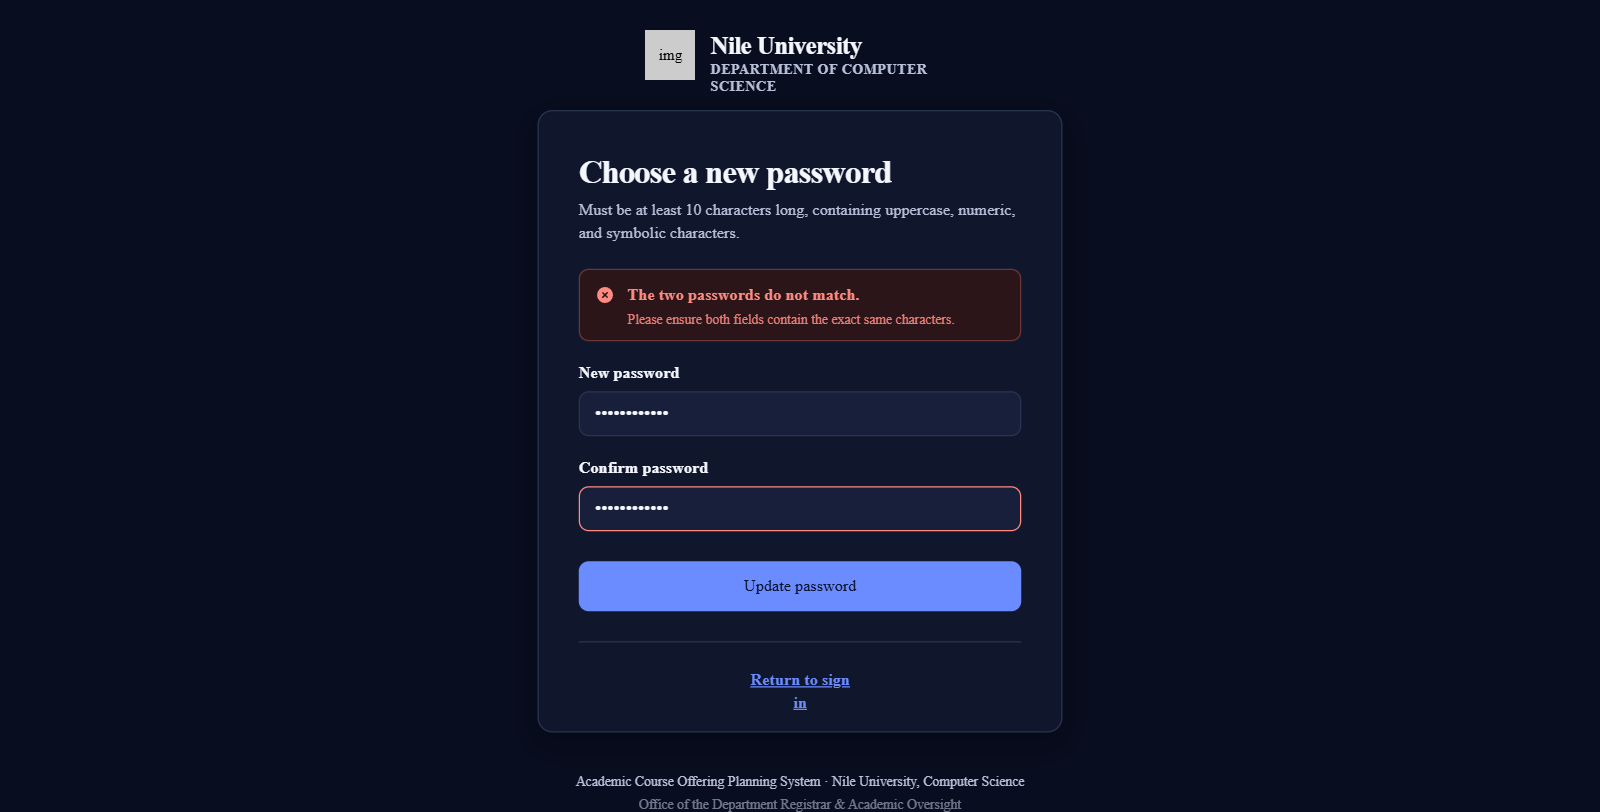 img
Nile University
DEPARTMENT OF COMPUTER
SCIENCE
Choose a new password
Must be at least 10 characters long, containing uppercase, numeric,
and symbolic characters.
The two passwords do not match.
Please ensure both fields contain the exact same characters.
New password
••••••••••••
Confirm password
••••••••••••
Update password
Return to sign
in
Academic Course Offering Planning System · Nile University, Computer Science
Office of the Department Registrar & Academic Oversight